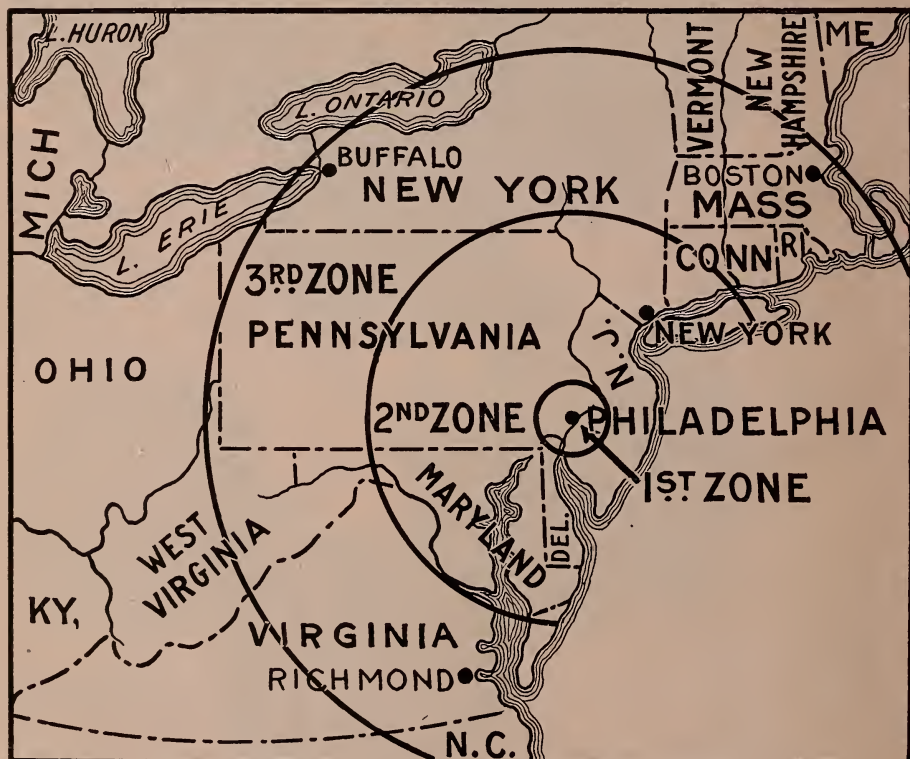 L. HURON
MICH
L. ONTARIO
VERMONT
NEW
HAMPSHIRE
ME
BUFFALO
NEW YORK
BOSTON
MASS
L. ERIE
CONN
R.I.
3RD ZONE
PENNSYLVANIA
NEW YORK
N.J.
OHIO
2ND ZONE
PHILADELPHIA
1ST ZONE
MARYLAND
DEL.
WEST
VIRGINIA
KY,
VIRGINIA
RICHMOND
N.C.